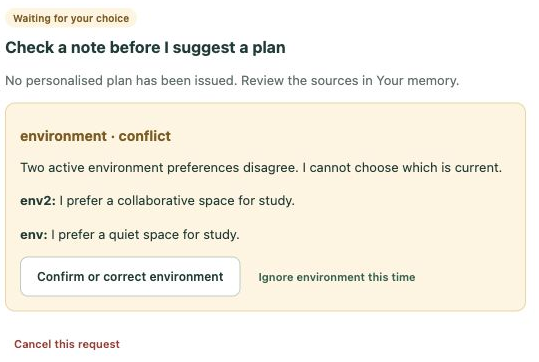 Waiting for your choice
Check a note before I suggest a plan
No personalised plan has been issued. Review the sources in Your memory.
environment · conflict
Two active environment preferences disagree. I cannot choose which is current.
env2: I prefer a collaborative space for study.
env: I prefer a quiet space for study.
Confirm or correct environment
Ignore environment this time
Cancel this request